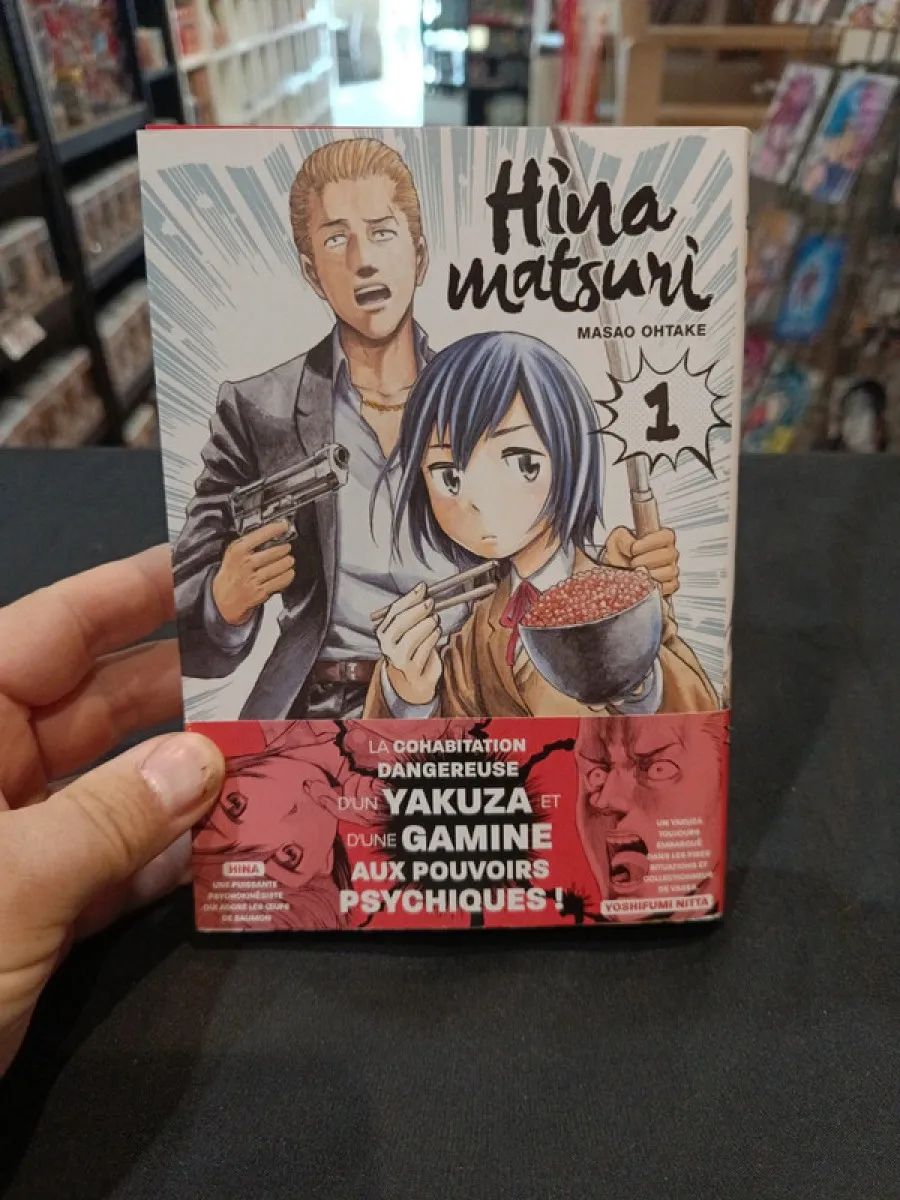 Hina
matsuri
MASAO OHTAKE
1
LA COHABITATION
DANGEREUSE
D'UN YAKUZA ET
D'UNE GAMINE
AUX POUVOIRS
PSYCHIQUES !
HINA
UNE PUISSANTE
PSYCHOKINÉSISTE
QUI ADORE LES ŒUFS
DE SAUMON
UN YAKUZA
TOUJOURS
EMBARQUÉ
DANS LES PIRES
SITUATIONS ET
COLLECTIONNEUR
DE VASES
YOSHIFUMI NITTA